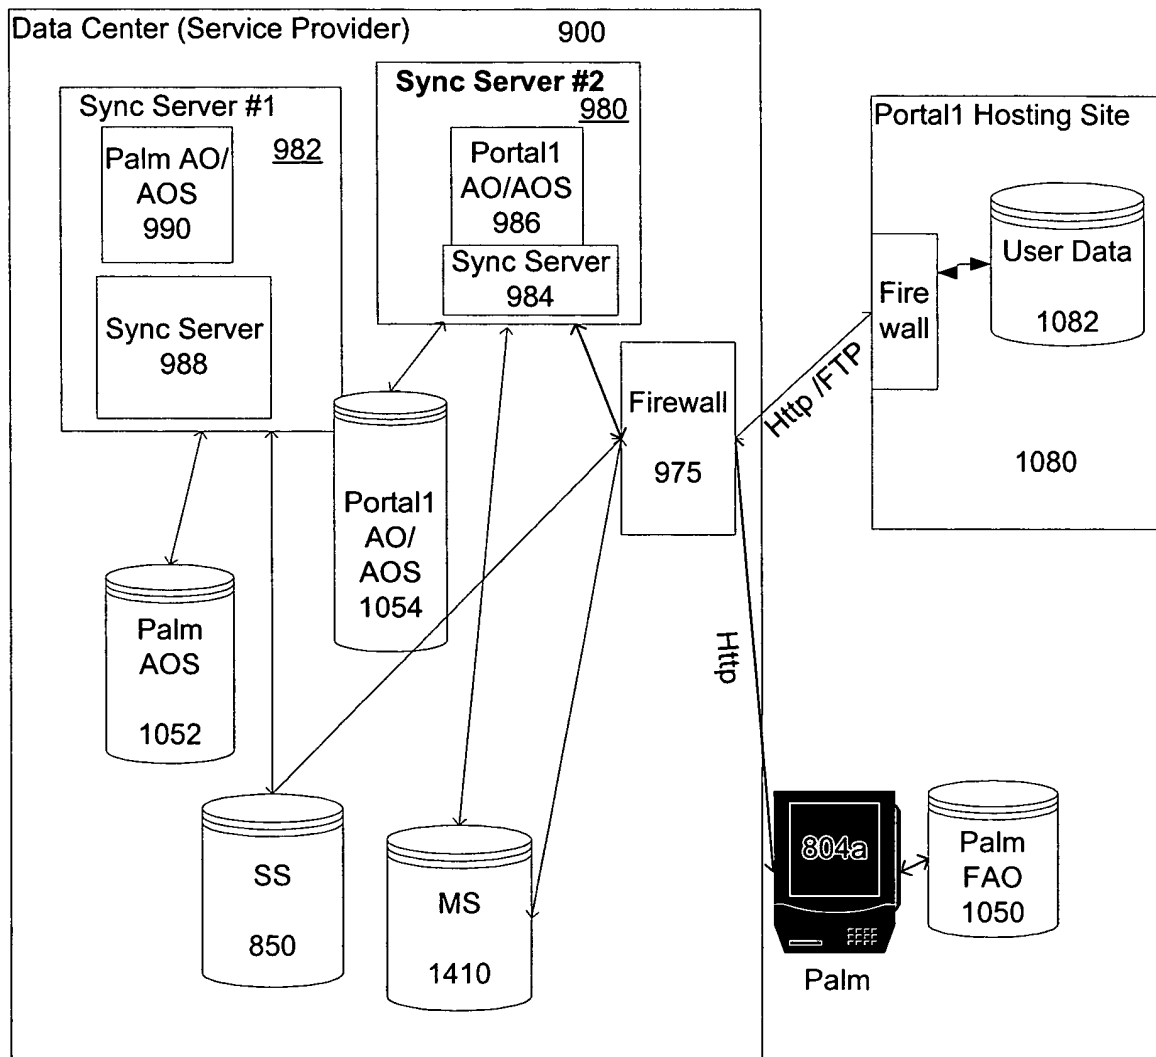 Data Center (Service Provider)
900
Sync Server #1
982
Palm AO/
AOS
990
Sync Server
988
Sync Server #2
980
Portal1
AO/AOS
986
Sync Server
984
Portal1 Hosting Site
User Data
1082
Fire
wall
1080
Firewall
975
Http /FTP
Http
Portal1
AO/
AOS
1054
Palm
AOS
1052
SS
850
MS
1410
804a
Palm
Palm
FAO
1050